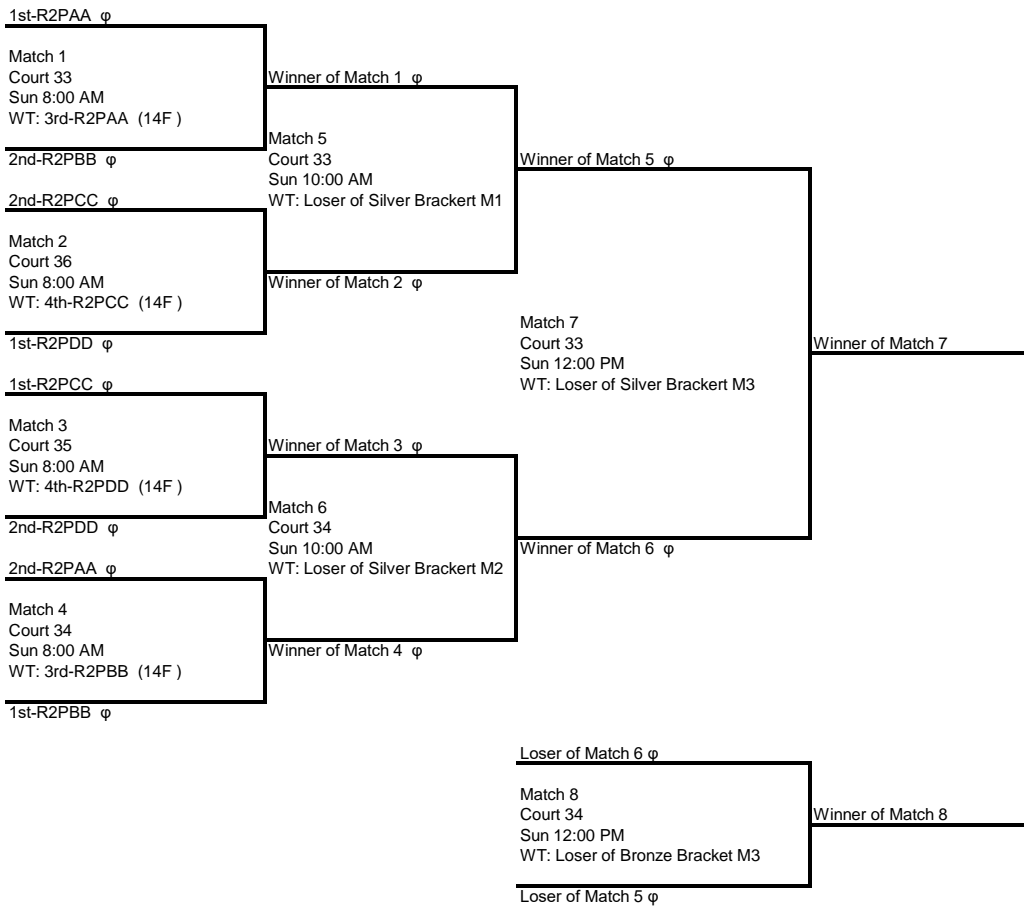 1st-R2PAA φ
Match 1
Court 33
Sun 8:00 AM
WT: 3rd-R2PAA (14F )
2nd-R2PBB φ
2nd-R2PCC φ
Match 2
Court 36
Sun 8:00 AM
WT: 4th-R2PCC (14F )
1st-R2PDD φ
1st-R2PCC φ
Match 3
Court 35
Sun 8:00 AM
WT: 4th-R2PDD (14F )
2nd-R2PDD φ
2nd-R2PAA φ
Match 4
Court 34
Sun 8:00 AM
WT: 3rd-R2PBB (14F )
1st-R2PBB φ
Winner of Match 1 φ
Match 5
Court 33
Sun 10:00 AM
WT: Loser of Silver Brackert M1
Winner of Match 2 φ
Winner of Match 3 φ
Match 6
Court 34
Sun 10:00 AM
WT: Loser of Silver Brackert M2
Winner of Match 4 φ
Winner of Match 5 φ
Match 7
Court 33
Sun 12:00 PM
WT: Loser of Silver Brackert M3
Winner of Match 6 φ
Winner of Match 7
Loser of Match 6 φ
Match 8
Court 34
Sun 12:00 PM
WT: Loser of Bronze Bracket M3
Loser of Match 5 φ
Winner of Match 8